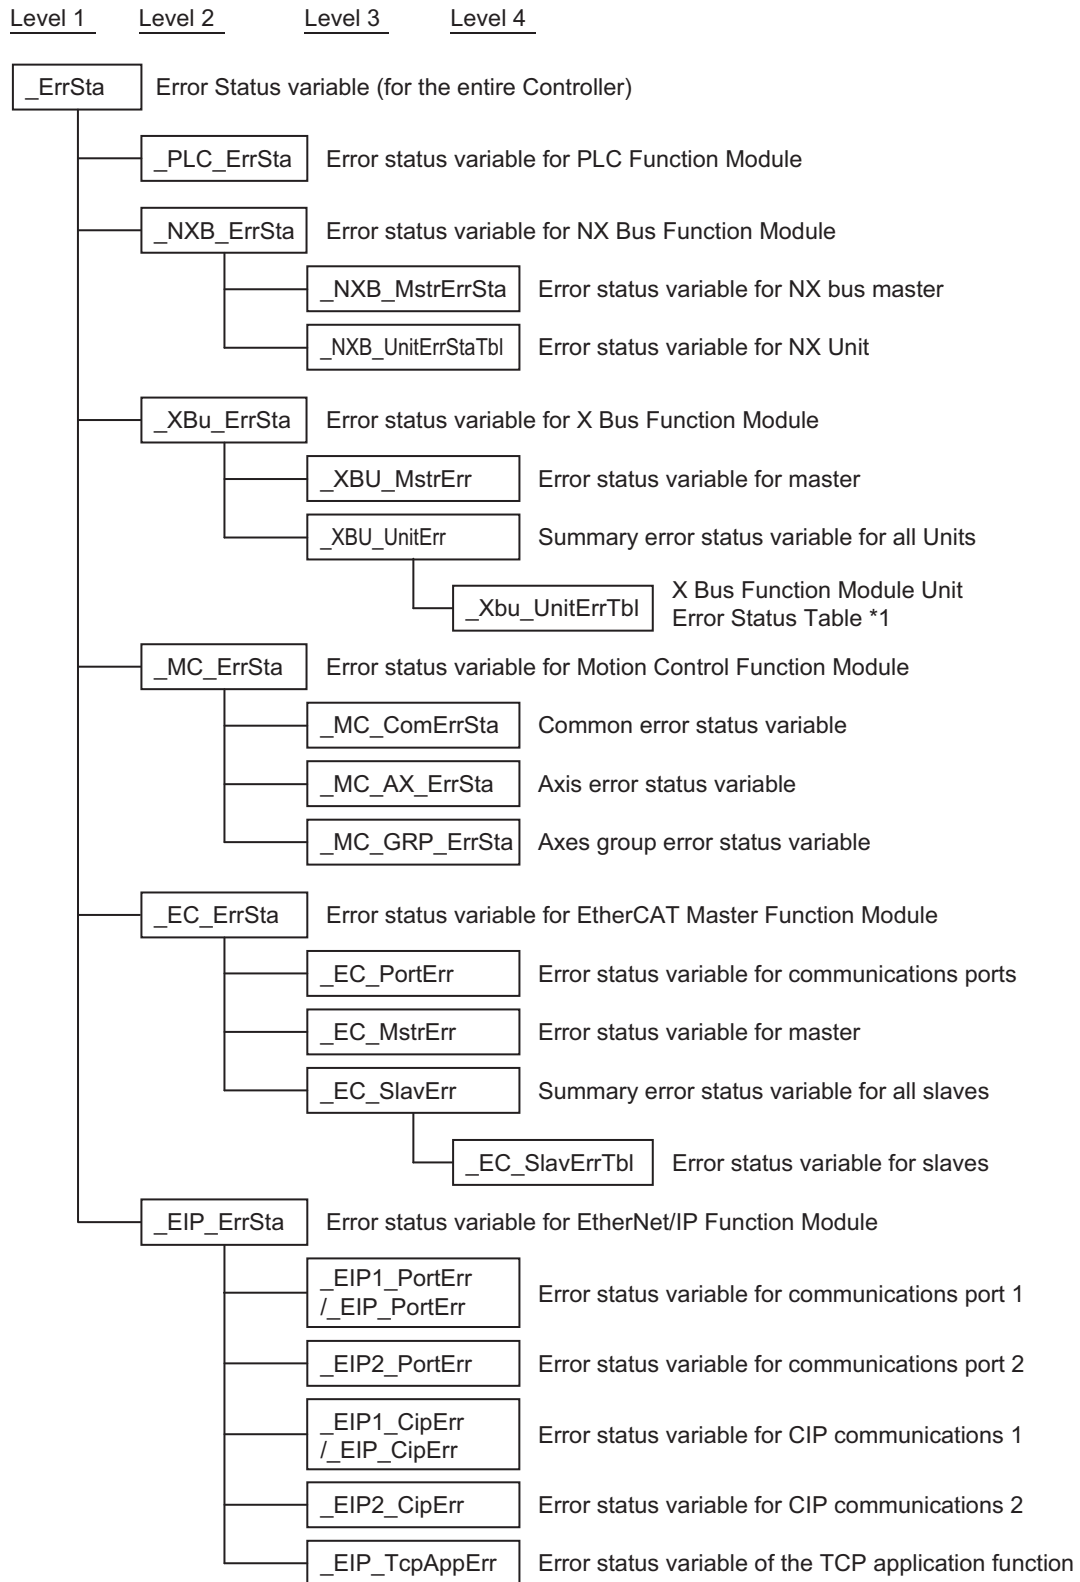 Level 1 Level 2 Level 3 Level 4
_ErrSta Error Status variable (for the entire Controller)
_PLC_ErrSta Error status variable for PLC Function Module
_NXB_ErrSta Error status variable for NX Bus Function Module
_NXB_MstrErrSta Error status variable for NX bus master
_NXB_UnitErrStaTbl Error status variable for NX Unit
_XBu_ErrSta Error status variable for X Bus Function Module
_XBU_MstrErr Error status variable for master
_XBU_UnitErr Summary error status variable for all Units
_Xbu_UnitErrTbl X Bus Function Module Unit
Error Status Table *1
_MC_ErrSta Error status variable for Motion Control Function Module
_MC_ComErrSta Common error status variable
_MC_AX_ErrSta Axis error status variable
_MC_GRP_ErrSta Axes group error status variable
_EC_ErrSta Error status variable for EtherCAT Master Function Module
_EC_PortErr Error status variable for communications ports
_EC_MstrErr Error status variable for master
_EC_SlavErr Summary error status variable for all slaves
_EC_SlavErrTbl Error status variable for slaves
_EIP_ErrSta Error status variable for EtherNet/IP Function Module
_EIP1_PortErr
/_EIP_PortErr Error status variable for communications port 1
_EIP2_PortErr Error status variable for communications port 2
_EIP1_CipErr
/_EIP_CipErr Error status variable for CIP communications 1
_EIP2_CipErr Error status variable for CIP communications 2
_EIP_TcpAppErr Error status variable of the TCP application function